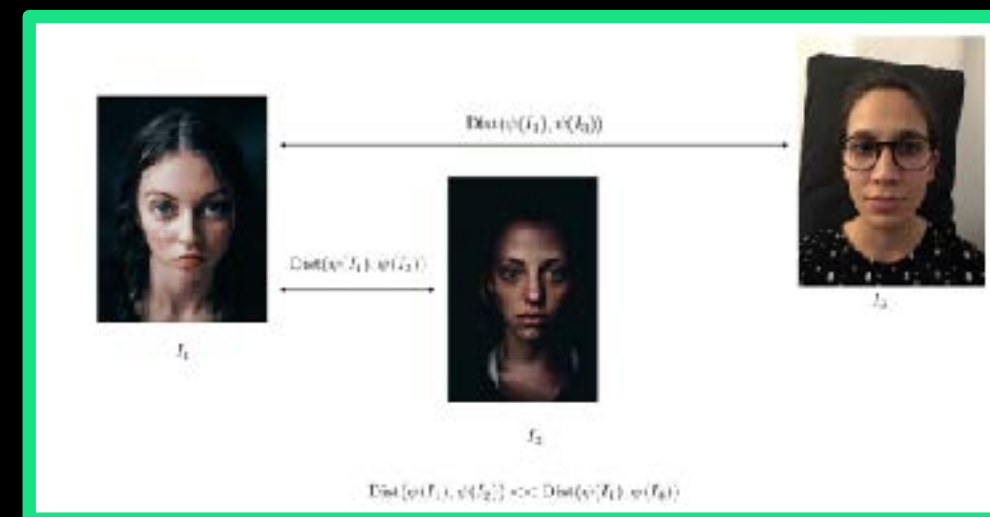 Dist(ψ(I₁), ψ(I₃))
Dist(ψ(I₁), ψ(I₂))
I₁
I₂
I₃
Dist(ψ(I₁), ψ(I₂)) << Dist(ψ(I₁), ψ(I₃))